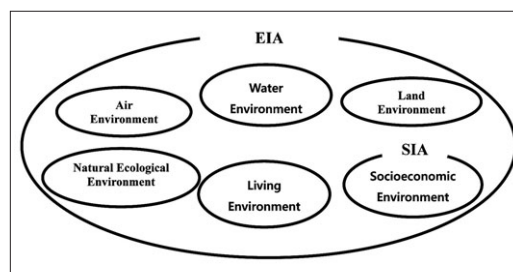 EIA
Water
Environment
Air
Environment
Land
Environment
SIA
Natural Ecological
Environment
Living
Environment
Socioeconomic
Environment